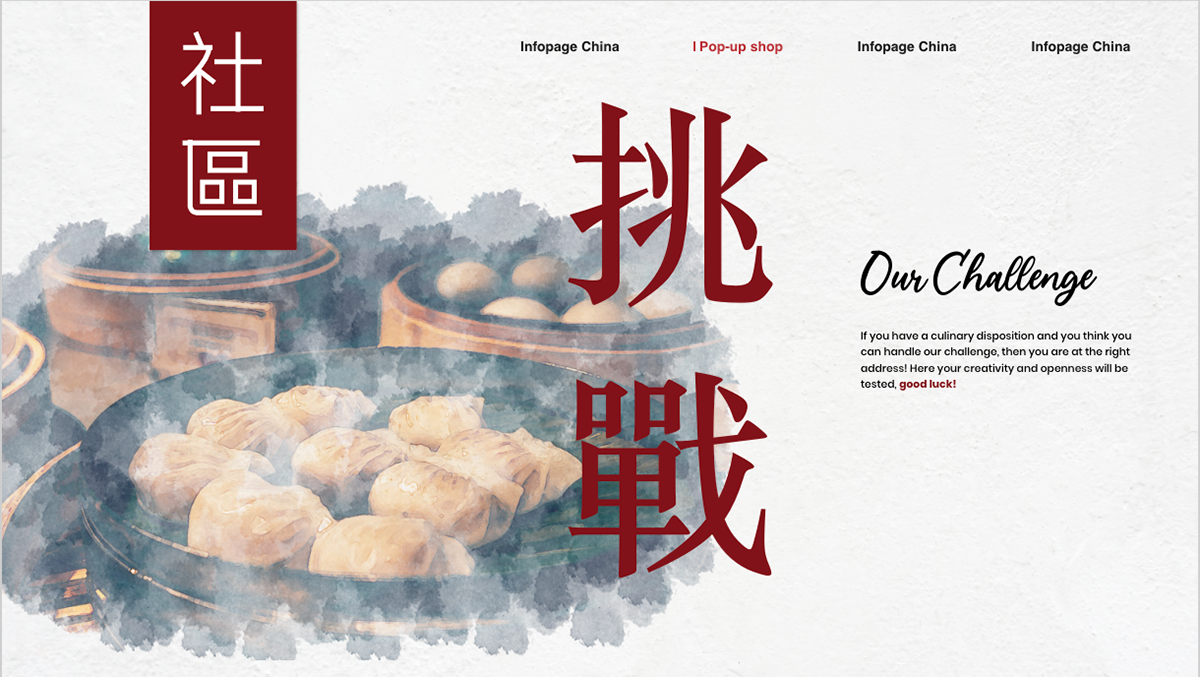 社
區
Infopage China
| Pop-up shop
Infopage China
Infopage China
挑
戰
Our Challenge
If you have a culinary disposition and you think you
can handle our challenge, then you are at the right
address! Here your creativity and openness will be
tested, good luck!